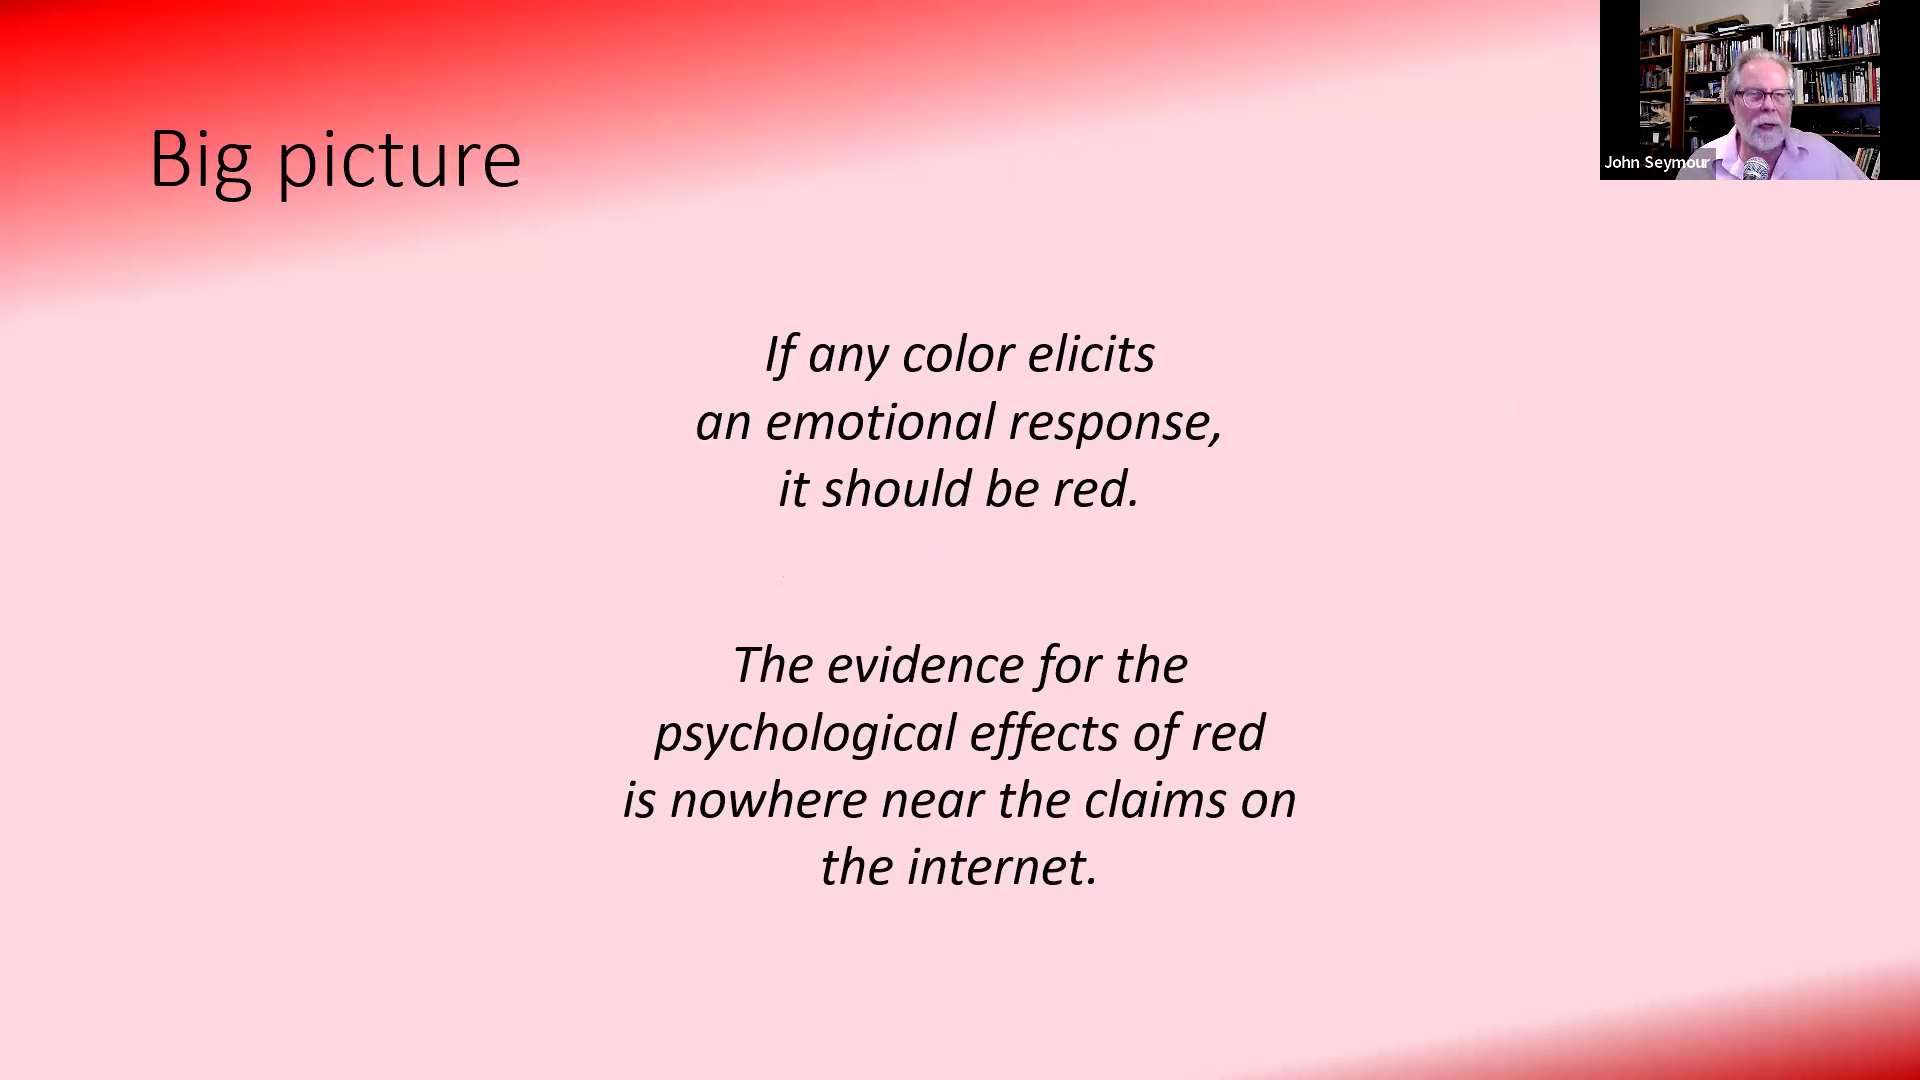 Big picture
John Seymour
If any color elicits
an emotional response,
it should be red.
The evidence for the
psychological effects of red
is nowhere near the claims on
the internet.